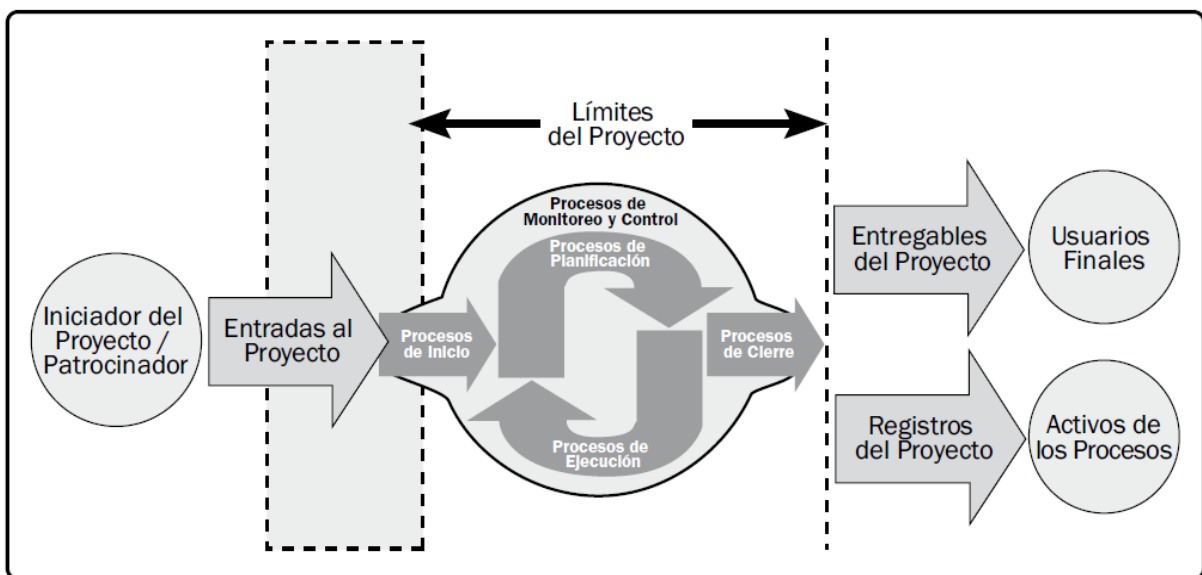 Límites
del Proyecto
Procesos de
Monitoreo y Control
Procesos de
Planificación
Iniciador del
Proyecto /
Patrocinador
Entradas al
Proyecto
Procesos
de Inicio
Procesos
de Cierre
Procesos de
Ejecución
Entregables
del Proyecto
Usuarios
Finales
Registros
del Proyecto
Activos de
los Procesos